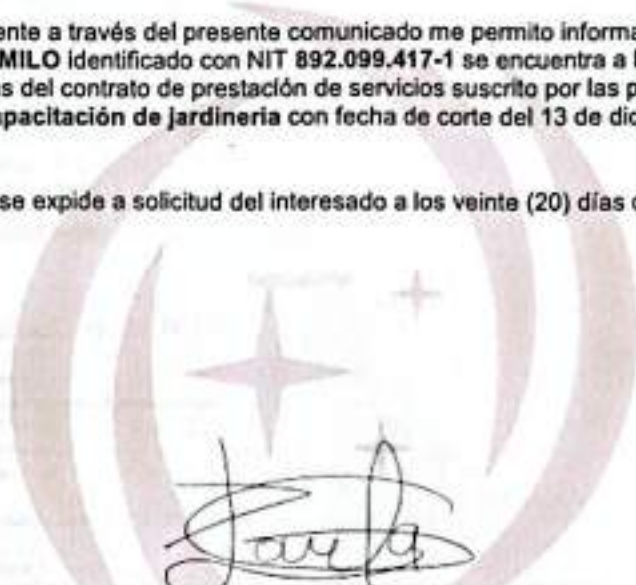 ente a través del presente comunicado me permito informa
MILO identificado con NIT 892.099.417-1 se encuentra a
s del contrato de prestación de servicios suscrito por las p
pacitación de jardineria con fecha de corte del 13 de dic
se expide a solicitud del interesado a los veinte (20) días